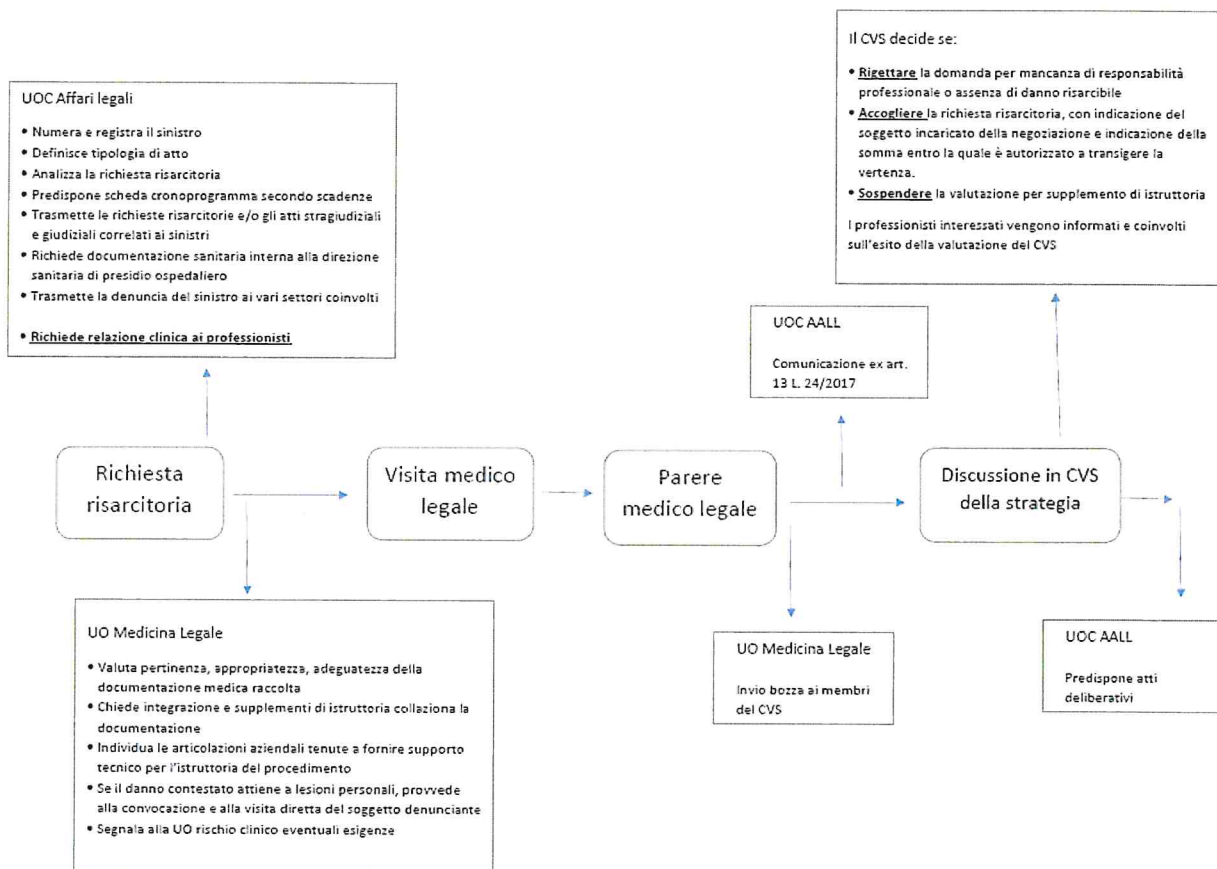 Il CVS decide se:
• Rigettare la domanda per mancanza di responsabilità
professionale o assenza di danno risarcibile
• Accogliere la richiesta risarcitoria, con indicazione del
soggetto incaricato della negoziazione e indicazione della
somma entro la quale è autorizzato a transigere la
vertenza.
• Sospendere la valutazione per supplemento di istruttoria
I professionisti interessati vengono informati e coinvolti
sull'esito della valutazione del CVS
UOC Affari legali
• Numera e registra il sinistro
• Definisce tipologia di atto
• Analizza la richiesta risarcitoria
• Predispone scheda cronoprogramma secondo scadenze
• Trasmette le richieste risarcitorie e/o gli atti stragiudiziali
e giudiziali correlati ai sinistri
• Richiede documentazione sanitaria interna alla direzione
sanitaria di presidio ospedaliero
• Trasmette la denuncia del sinistro ai vari settori coinvolti
• Richiede relazione clinica ai professionisti
UOC AALL
Comunicazione ex art.
13 L. 24/2017
Richiesta
risarcitoria
Visita medico
legale
Parere
medico legale
Discussione in CVS
della strategia
UO Medicina Legale
• Valuta pertinenza, appropriatezza, adeguatezza della
documentazione medica raccolta
• Chiede integrazione e supplementi di istruttoria collaziona la
documentazione
• Individua le articolazioni aziendali tenute a fornire supporto
tecnico per l'istruttoria del procedimento
• Se il danno contestato attiene a lesioni personali, provvede
alla convocazione e alla visita diretta del soggetto denunciante
• Segnala alla UO rischio clinico eventuali esigenze
UO Medicina Legale
Invio bozza ai membri
del CVS
UOC AALL
Predispone atti
deliberativi